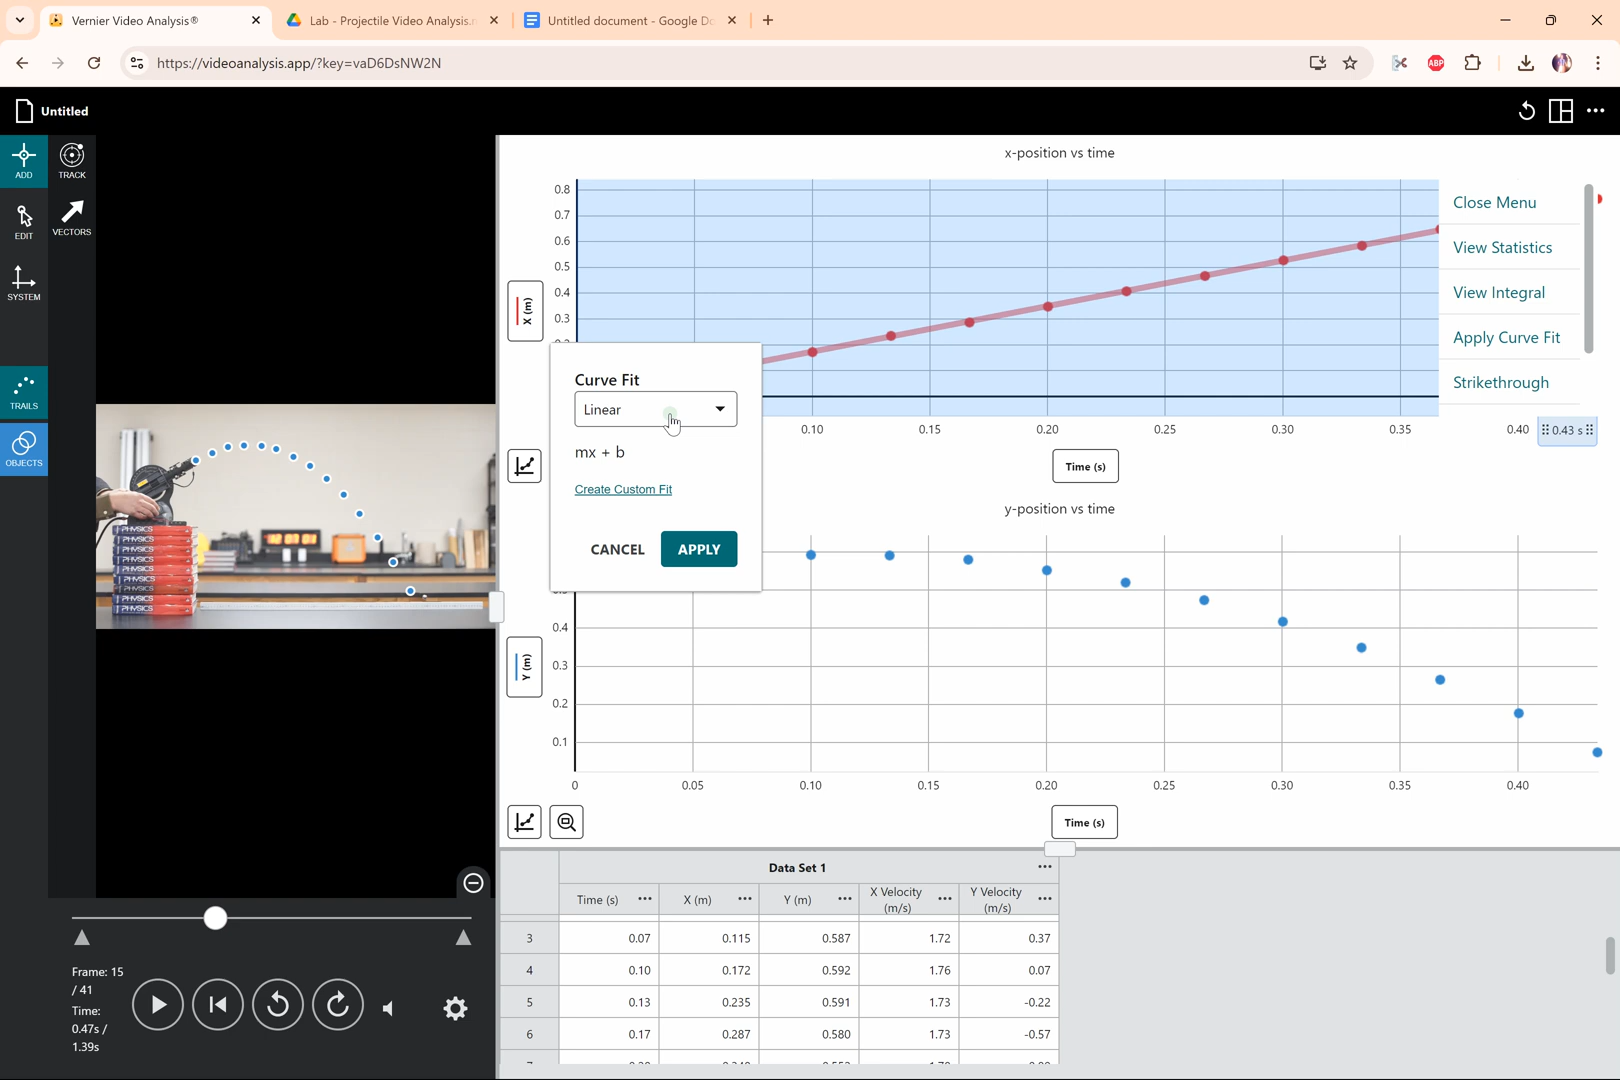 Vernier Video Analysis®
Lab - Projectile Video Analysis.n
Untitled document - Google Do
https://videoanalysis.app/?key=vaD6DsNW2N
ABP
Untitled
ADD
TRACK
EDIT
VECTORS
SYSTEM
TRAILS
OBJECTS
x-position vs time
0.8
0.7
0.6
0.5
0.4
0.3
X (m)
0.10
0.15
0.20
0.25
0.30
0.35
0.40
0.43 s
Time (s)
Close Menu
View Statistics
View Integral
Apply Curve Fit
Strikethrough
Curve Fit
Linear
mx + b
Create Custom Fit
CANCEL
APPLY
y-position vs time
0.4
0.3
0.2
0.1
Y (m)
0
0.05
0.10
0.15
0.20
0.25
0.30
0.35
0.40
Time (s)
PHYSICS
PHYSICS
PHYSICS
PHYSICS
PHYSICS
PHYSICS
PHYSICS
PHYSICS
Data Set 1
Time (s) X (m) Y (m) X Velocity (m/s) Y Velocity (m/s)
3 0.07 0.115 0.587 1.72 0.37
4 0.10 0.172 0.592 1.76 0.07
5 0.13 0.235 0.591 1.73 -0.22
6 0.17 0.287 0.580 1.73 -0.57
Frame: 15
/ 41
Time:
0.47s /
1.39s